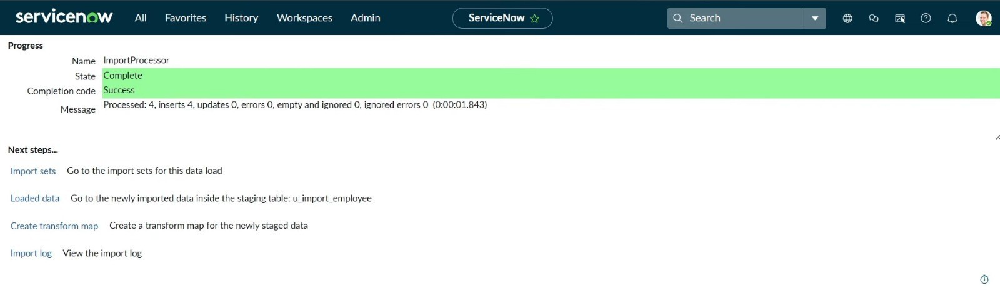 servicenow All Favorites History Workspaces Admin ServiceNow Search
Progress
Name ImportProcessor
State Complete
Completion code Success
Message Processed: 4, inserts 4, updates 0, errors 0, empty and ignored 0, ignored errors 0 (0:00:01.843)
Next steps...
Import sets Go to the import sets for this data load
Loaded data Go to the newly imported data inside the staging table: u_import_employee
Create transform map Create a transform map for the newly staged data
Import log View the import log